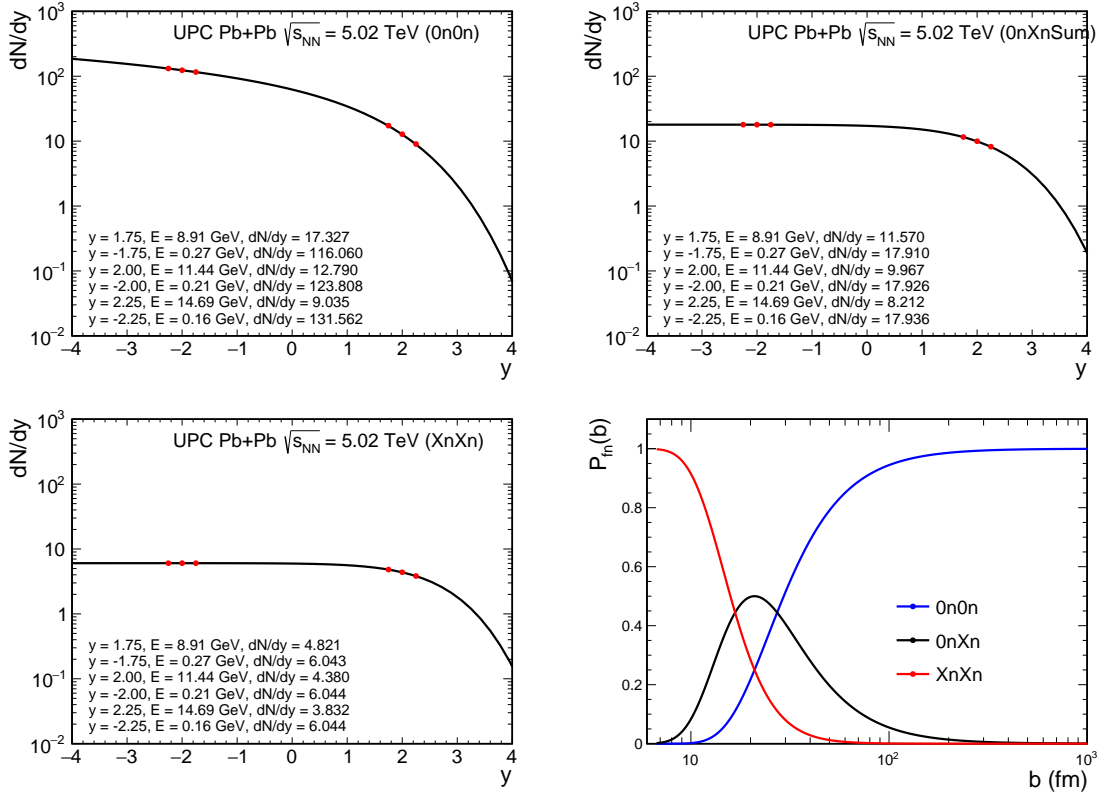 dN/dy
UPC Pb+Pb √s_NN = 5.02 TeV (0n0n)
10³
10²
10
1
10⁻¹
10⁻²
y = 1.75, E = 8.91 GeV, dN/dy = 17.327
y = -1.75, E = 0.27 GeV, dN/dy = 116.060
y = 2.00, E = 11.44 GeV, dN/dy = 12.790
y = -2.00, E = 0.21 GeV, dN/dy = 123.808
y = 2.25, E = 14.69 GeV, dN/dy = 9.035
y = -2.25, E = 0.16 GeV, dN/dy = 131.562
−4 −3 −2 −1 0 1 2 3 4
y
dN/dy
UPC Pb+Pb √s_NN = 5.02 TeV (0nXnSum)
10³
10²
10
1
10⁻¹
10⁻²
y = 1.75, E = 8.91 GeV, dN/dy = 11.570
y = -1.75, E = 0.27 GeV, dN/dy = 17.910
y = 2.00, E = 11.44 GeV, dN/dy = 9.967
y = -2.00, E = 0.21 GeV, dN/dy = 17.926
y = 2.25, E = 14.69 GeV, dN/dy = 8.212
y = -2.25, E = 0.16 GeV, dN/dy = 17.936
−4 −3 −2 −1 0 1 2 3 4
y
dN/dy
UPC Pb+Pb √s_NN = 5.02 TeV (XnXn)
10³
10²
10
1
10⁻¹
10⁻²
y = 1.75, E = 8.91 GeV, dN/dy = 4.821
y = -1.75, E = 0.27 GeV, dN/dy = 6.043
y = 2.00, E = 11.44 GeV, dN/dy = 4.380
y = -2.00, E = 0.21 GeV, dN/dy = 6.044
y = 2.25, E = 14.69 GeV, dN/dy = 3.832
y = -2.25, E = 0.16 GeV, dN/dy = 6.044
−4 −3 −2 −1 0 1 2 3 4
y
P_fn(b)
1
0.8
0.6
0.4
0.2
0
0n0n
0nXn
XnXn
10 10² 10³
b (fm)